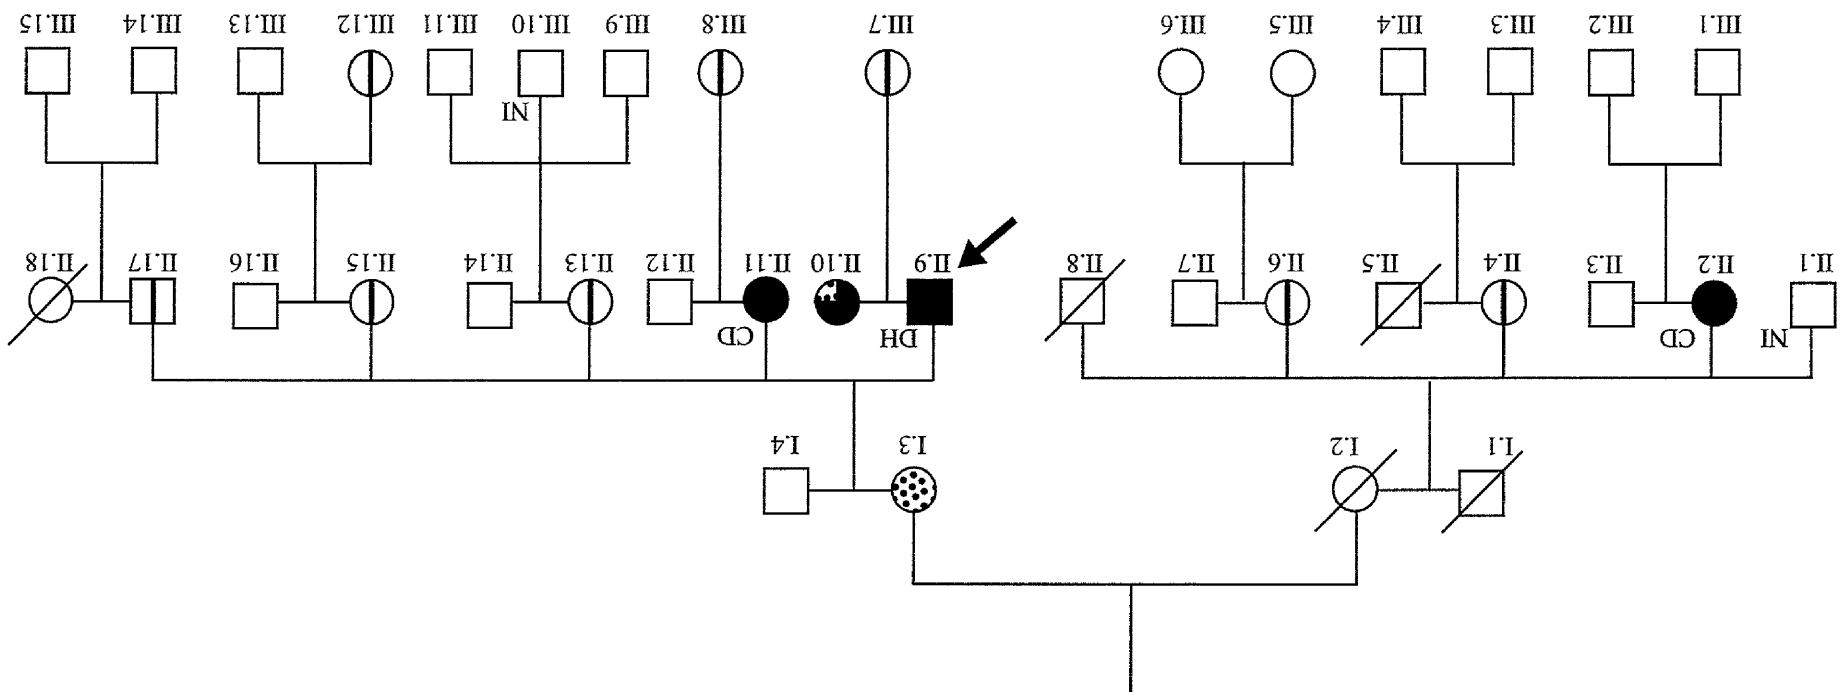 I.1 I.2 I.3 I.4
NI CD DH CD
II.1 II.2 II.3 II.4 II.5 II.6 II.7 II.8 II.9 II.10 II.11 II.12 II.13 II.14 II.15 II.16 II.17 II.18
NI
III.1 III.2 III.3 III.4 III.5 III.6 III.7 III.8 III.9 III.10 III.11 III.12 III.13 III.14 III.15